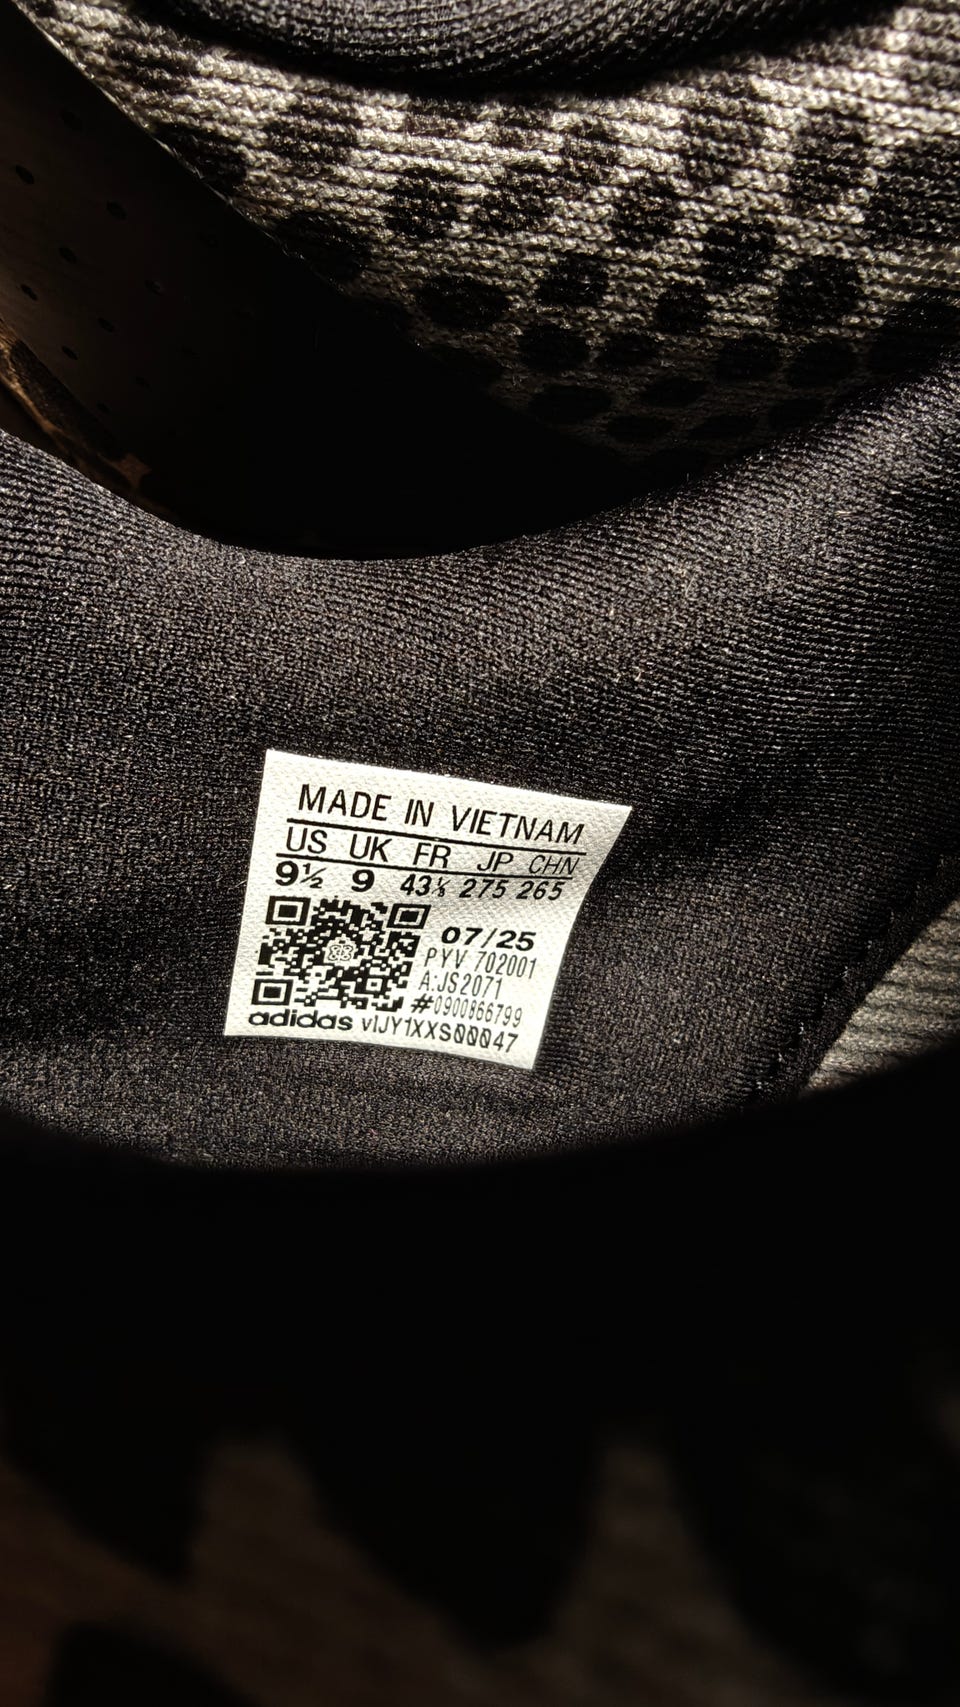 MADE IN VIETNAM
US UK FR JP CHN
9½ 9 43⅓ 275 265
07/25
PYV 702001
A:JS2071
#0900866799
adidas vIJY1XXS00047